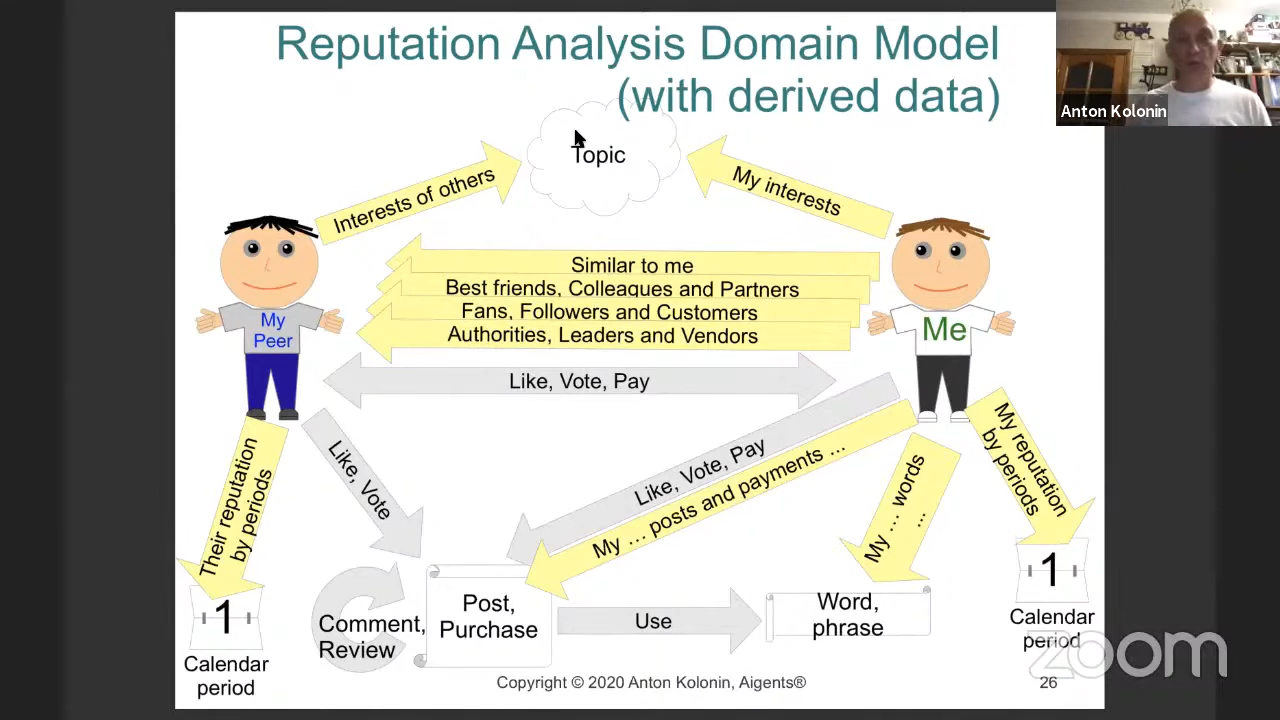 Reputation Analysis Domain Model
(with derived data)
Anton Kolonin
Topic
Interests of others
My interests
Similar to me
Best friends, Colleagues and Partners
Fans, Followers and Customers
Authorities, Leaders and Vendors
My
Peer
Me
Like, Vote, Pay
Their reputation
by periods
Like, Vote
Like, Vote, Pay
My ... posts and payments ...
My ... words
...
My reputation
by periods
1
Calendar
period
Comment,
Review
Post,
Purchase
Use
Word,
phrase
1
Calendar
period
zoom
Copyright © 2020 Anton Kolonin, Aigents®
26